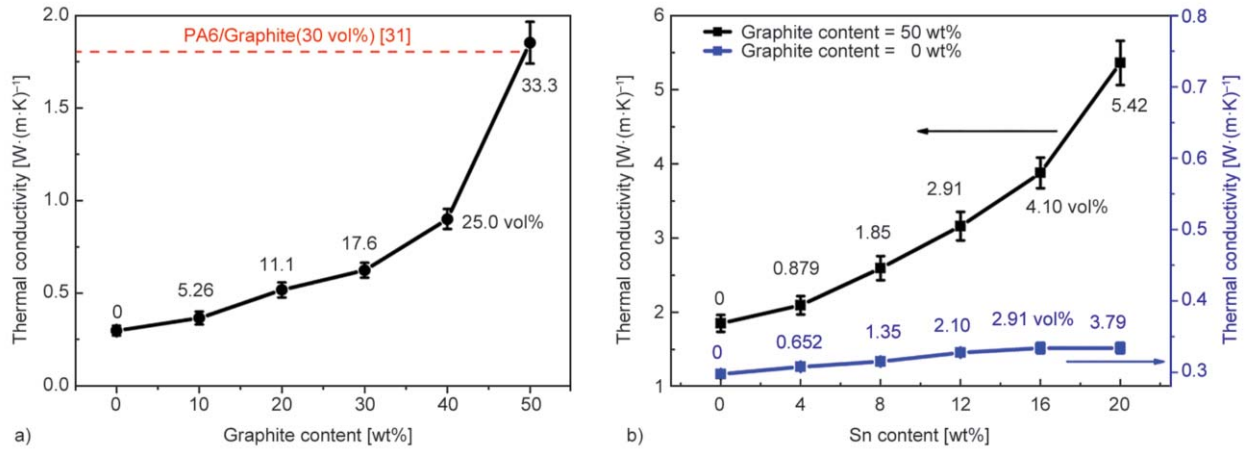 PA6/Graphite(30 vol%) [31]
2.0
1.5
1.0
0.5
0.0
Thermal conductivity [W·(m·K)⁻¹]
0
5.26
11.1
17.6
25.0 vol%
33.3
0 10 20 30 40 50
Graphite content [wt%]
a)
Graphite content = 50 wt%
Graphite content = 0 wt%
6
5
4
3
2
1
Thermal conductivity [W·(m·K)⁻¹]
0
0.879
1.85
2.91
4.10 vol%
5.42
0
0.652
1.35
2.10
2.91 vol%
3.79
0.8
0.7
0.6
0.5
0.4
0.3
Thermal conductivity [W·(m·K)⁻¹]
0 4 8 12 16 20
Sn content [wt%]
b)